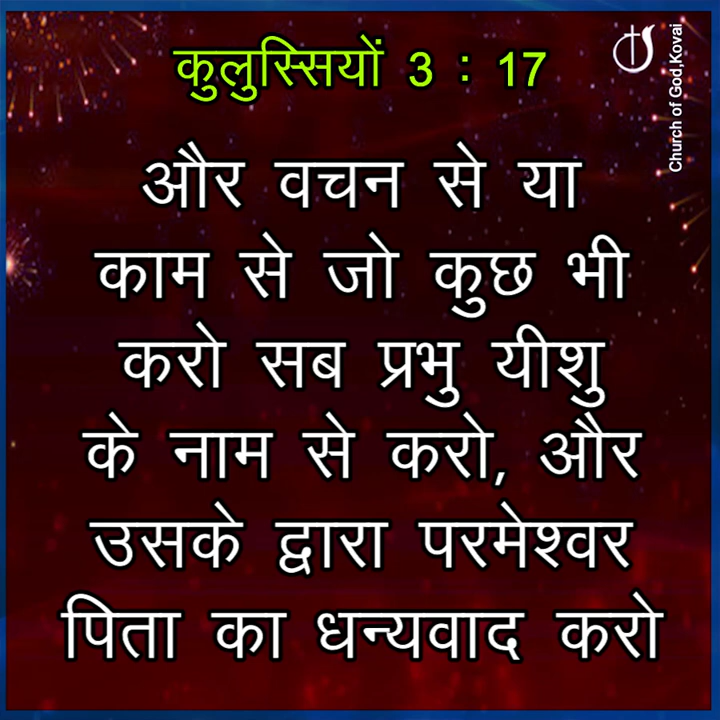 कुलुस्सियों 3 : 17
Church of God,Kovai
और वचन से या
काम से जो कुछ भी
करो सब प्रभु यीशु
के नाम से करो, और
उसके द्वारा परमेश्वर
पिता का धन्यवाद करो